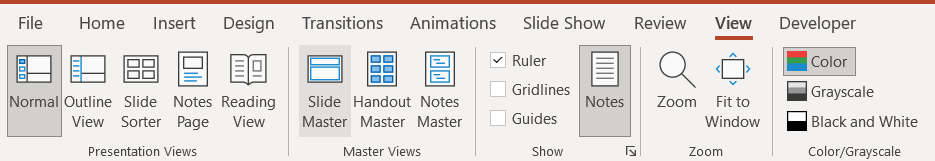 File Home Insert Design Transitions Animations Slide Show Review View Developer
Normal
Outline
View
Slide
Sorter
Notes
Page
Reading
View
Presentation Views
Slide
Master
Handout
Master
Notes
Master
Master Views
Ruler
Gridlines
Guides
Notes
Show
Zoom
Fit to
Window
Zoom
Color
Grayscale
Black and White
Color/Grayscale